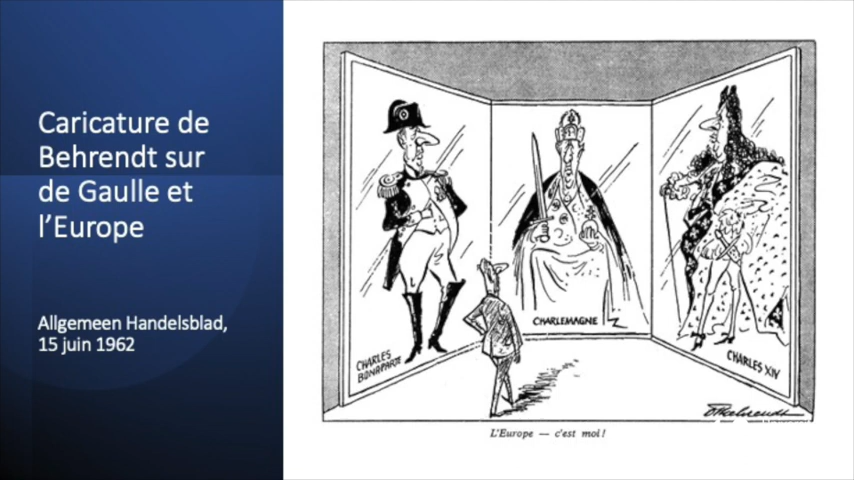 Caricature de
Behrendt sur
de Gaulle et
l'Europe
Allgemeen Handelsblad,
15 juin 1962
CHARLES
BONAPARTE
CHARLEMAGNE
CHARLES XIV
Behrendt
L'Europe — c'est moi!